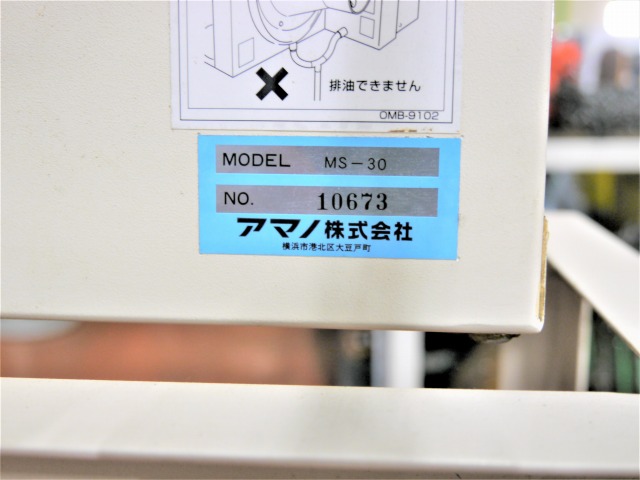 排油できません
OMB-9102
MODEL MS-30
NO. 10673
アマノ株式会社
横浜市港北区大豆戸町